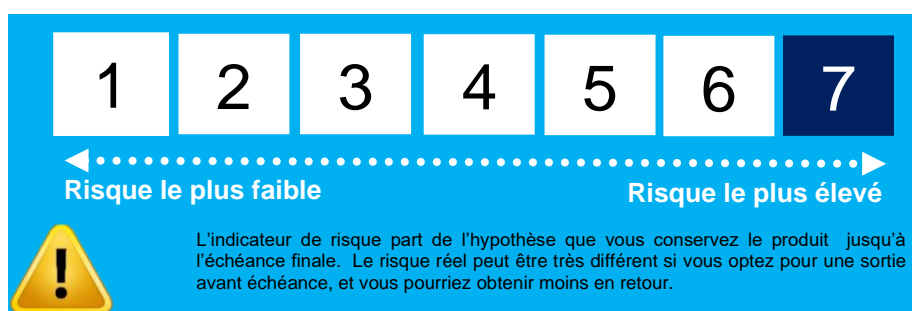 1 2 3 4 5 6 7
Risque le plus faible Risque le plus élevé
L'indicateur de risque part de l'hypothèse que vous conservez le produit jusqu'à
l'échéance finale. Le risque réel peut être très différent si vous optez pour une sortie
avant échéance, et vous pourriez obtenir moins en retour.